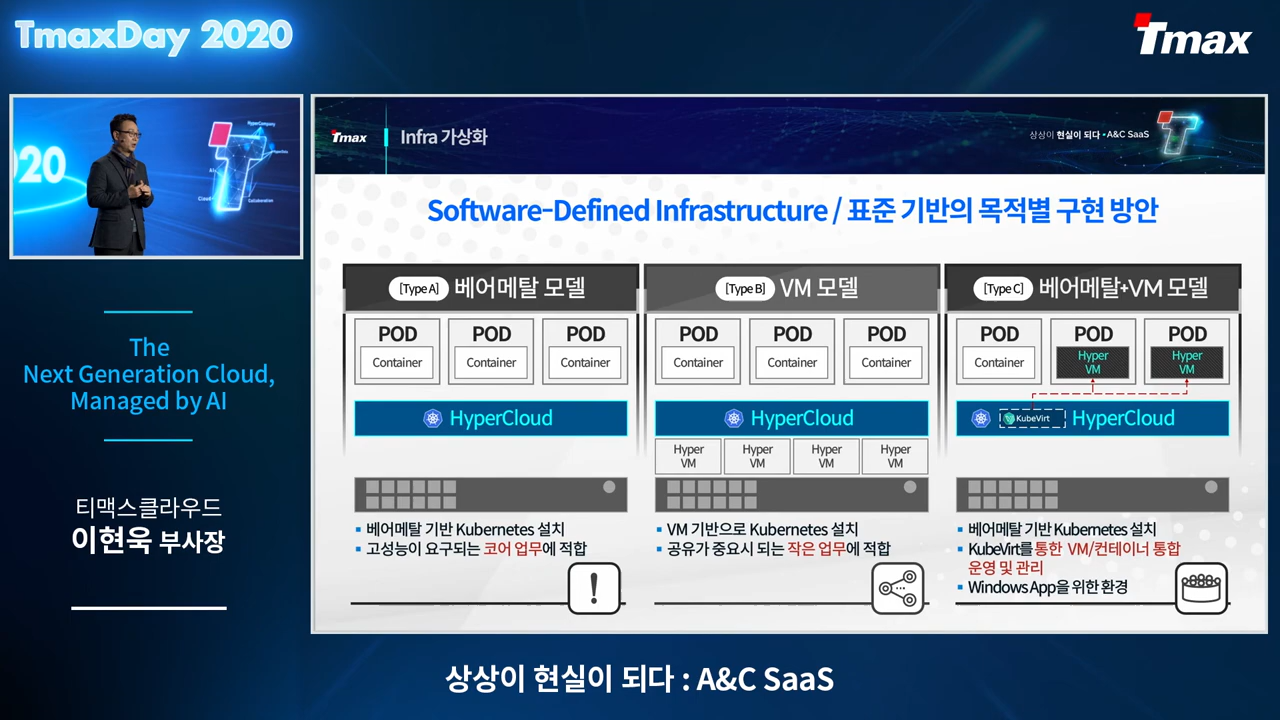 TmaxDay 2020
Tmax
2020
The
Next Generation Cloud,
Managed by AI
티맥스클라우드
이현욱 부사장
Tmax
Infra 가상화
상상이 현실이 되다 • A&C SaaS
Software-Defined Infrastructure / 표준 기반의 목적별 구현 방안
[Type A] 베어메탈 모델
POD POD POD
Container Container Container
HyperCloud
베어메탈 기반 Kubernetes 설치
고성능이 요구되는 코어 업무에 적합
[Type B] VM 모델
POD POD POD
Container Container Container
HyperCloud
Hyper Hyper Hyper Hyper
VM VM VM VM
VM 기반으로 Kubernetes 설치
공유가 중요시 되는 작은 업무에 적합
[Type C] 베어메탈+VM 모델
POD POD POD
Container Hyper VM Hyper VM
KubeVirt HyperCloud
베어메탈 기반 Kubernetes 설치
KubeVirt를 통한 VM/컨테이너 통합
운영 및 관리
Windows App을 위한 환경
상상이 현실이 되다 : A&C SaaS